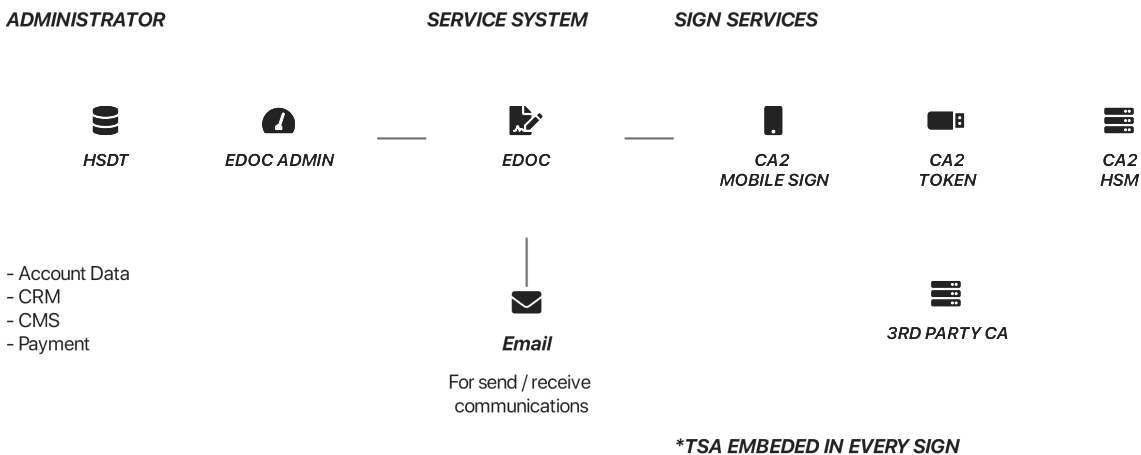 ADMINISTRATOR
SERVICE SYSTEM
SIGN SERVICES
HSDT
EDOC ADMIN
EDOC
CA2
MOBILE SIGN
CA2
TOKEN
CA2
HSM
- Account Data
- CRM
- CMS
- Payment
Email
For send / receive
communications
3RD PARTY CA
*TSA EMBEDED IN EVERY SIGN